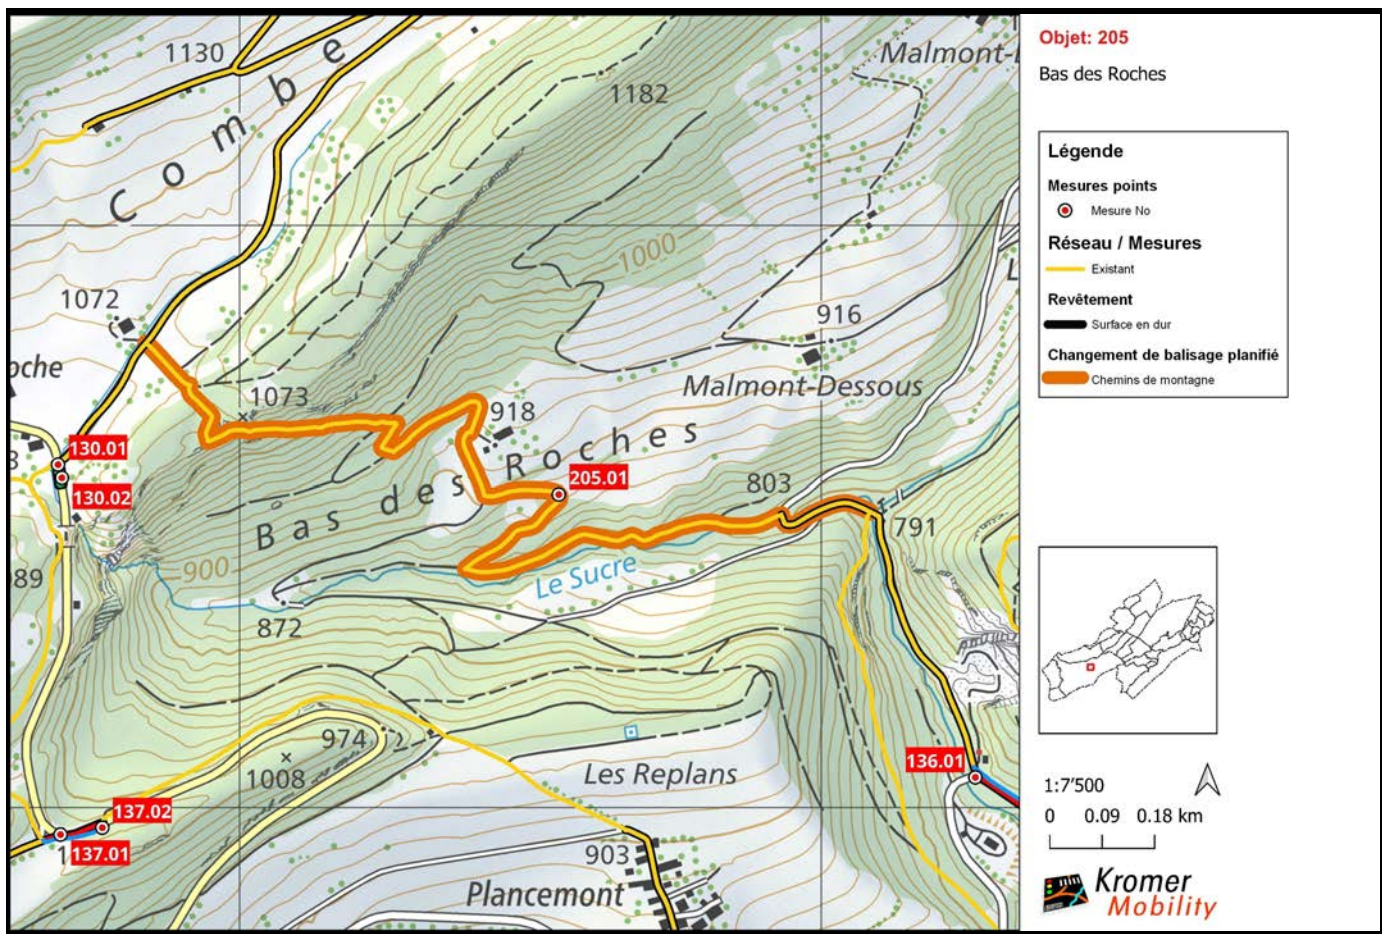 1130
Combe
1182
Malmont-
1000
1072
916
oche
1073
Malmont-Dessous
918
130.01
Bas des Roches
205.01
803
130.02
791
900
Le Sucre
89
872
974
1008
Les Replans
136.01
137.02
137.01
903
Plancemont
Objet: 205
Bas des Roches
Légende
Mesures points
Mesure No
Réseau / Mesures
Existant
Revêtement
Surface en dur
Changement de balisage planifié
Chemins de montagne
1:7'500
0 0.09 0.18 km
Kromer
Mobility